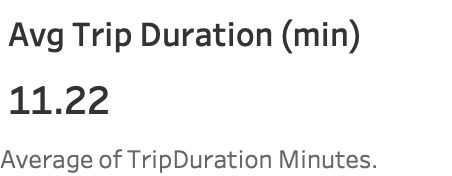 Avg Trip Duration (min)
11.22
Average of TripDuration Minutes.